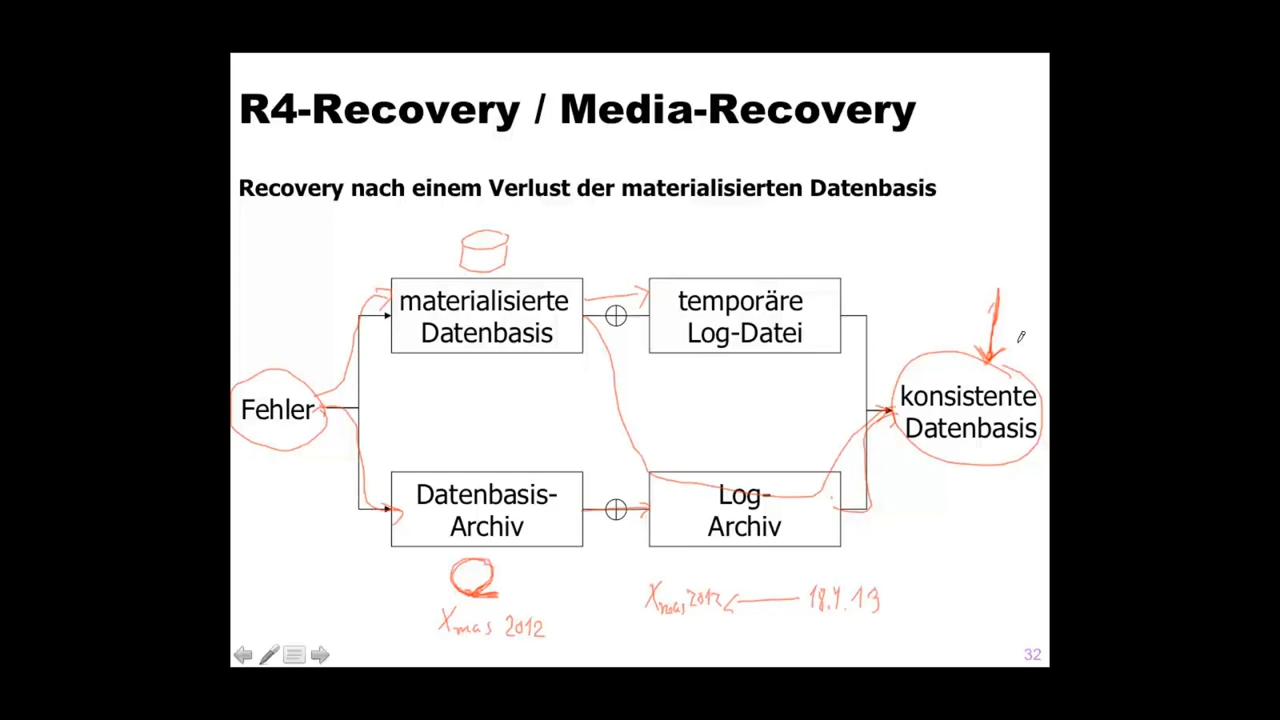 R4-Recovery / Media-Recovery
Recovery nach einem Verlust der materialisierten Datenbasis
materialisierte
Datenbasis
temporäre
Log-Datei
Fehler
konsistente
Datenbasis
Datenbasis-
Archiv
Log-
Archiv
Xmas 2012
Xmas 2012
18.4.13
32